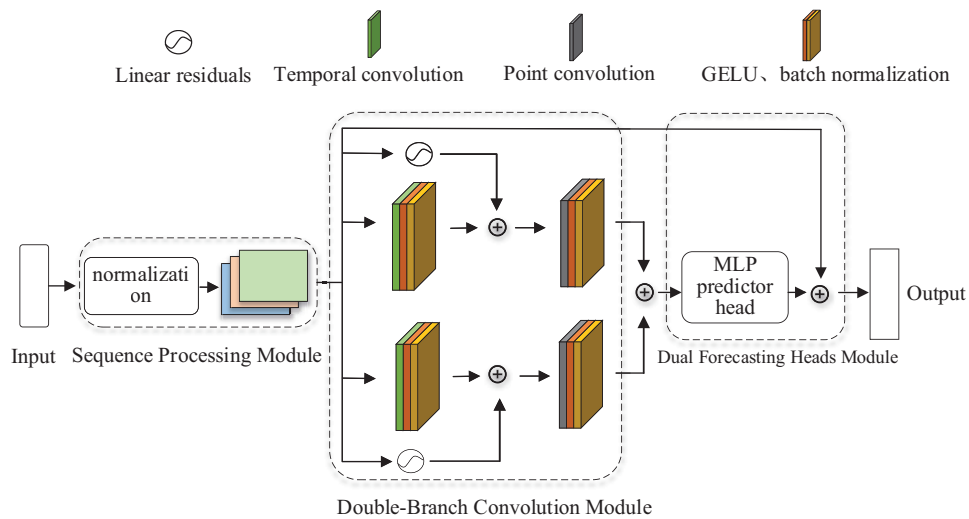 Linear residuals
Temporal convolution
Point convolution
GELU、batch normalization
normalizati
on
MLP
predictor
head
Output
Input
Sequence Processing Module
Dual Forecasting Heads Module
Double-Branch Convolution Module